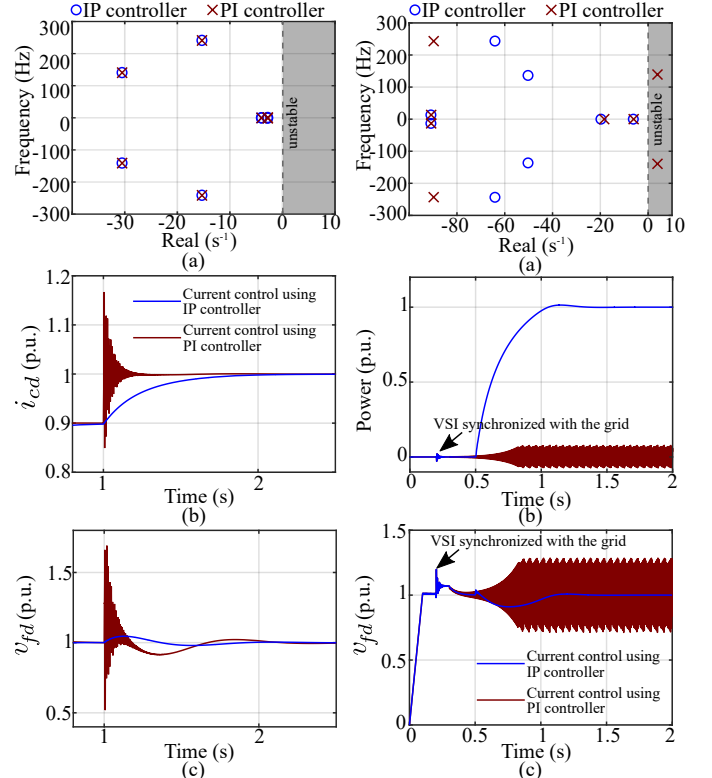 IP controller PI controller
300
200
100
0
-100
-200
-300
Frequency (Hz)
unstable
-30 -20 -10 0 10
Real (s-1)
(a)
IP controller PI controller
300
200
100
0
-100
-200
-300
Frequency (Hz)
unstable
-80 -60 -40 -20 0 10
Real (s-1)
(a)
1.2
1.1
1
0.9
0.8
i_cd (p.u.)
Current control using
IP controller
Current control using
PI controller
1 2
Time (s)
(b)
1
0.5
0
Power (p.u.)
VSI synchronized with the grid
0 0.5 1 1.5 2
Time (s)
(b)
1.5
1
0.5
v_fd (p.u.)
1 2
Time (s)
(c)
1.5
1
0.5
0
v_fd (p.u.)
VSI synchronized with the grid
Current control using
IP controller
Current control using
PI controller
0 0.5 1 1.5 2
Time (s)
(c)